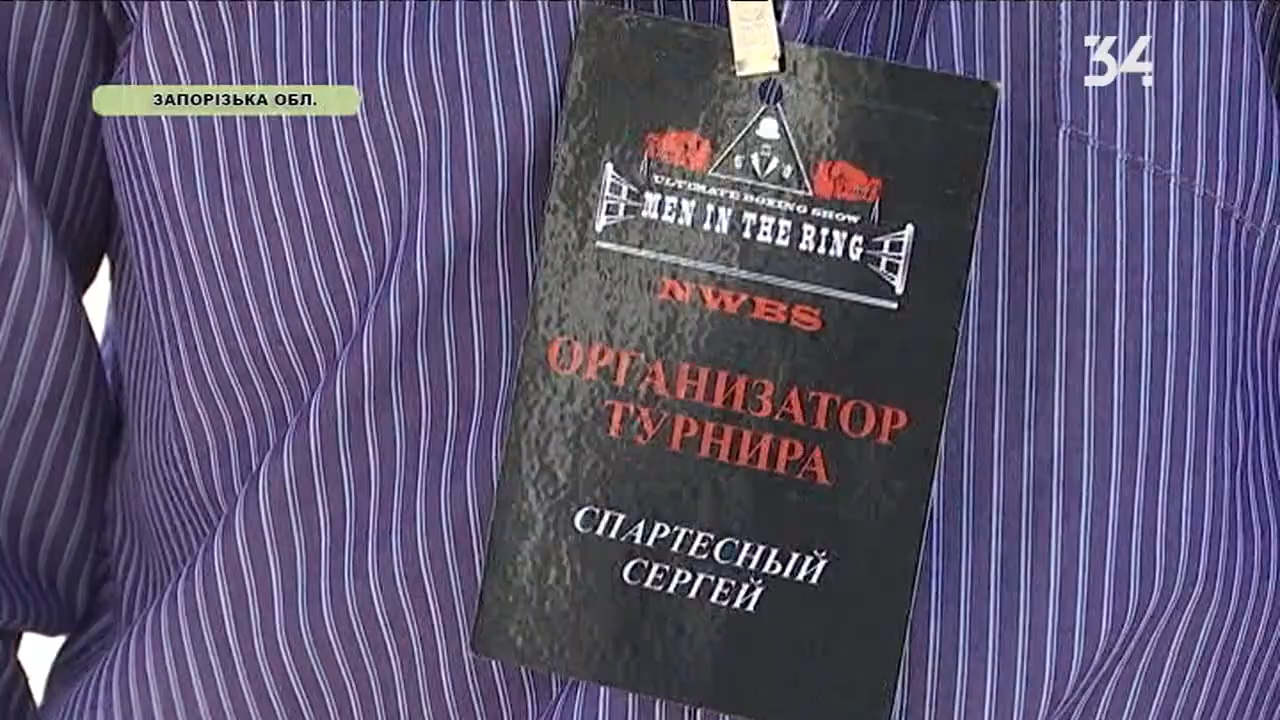 34
ЗАПОРІЗЬКА ОБЛ.
ULTIMATE BOXING SHOW
MEN IN THE RING
NWBS
ОРГАНИЗАТОР
ТУРНИРА
СПАРТЕСНЫЙ
СЕРГЕЙ